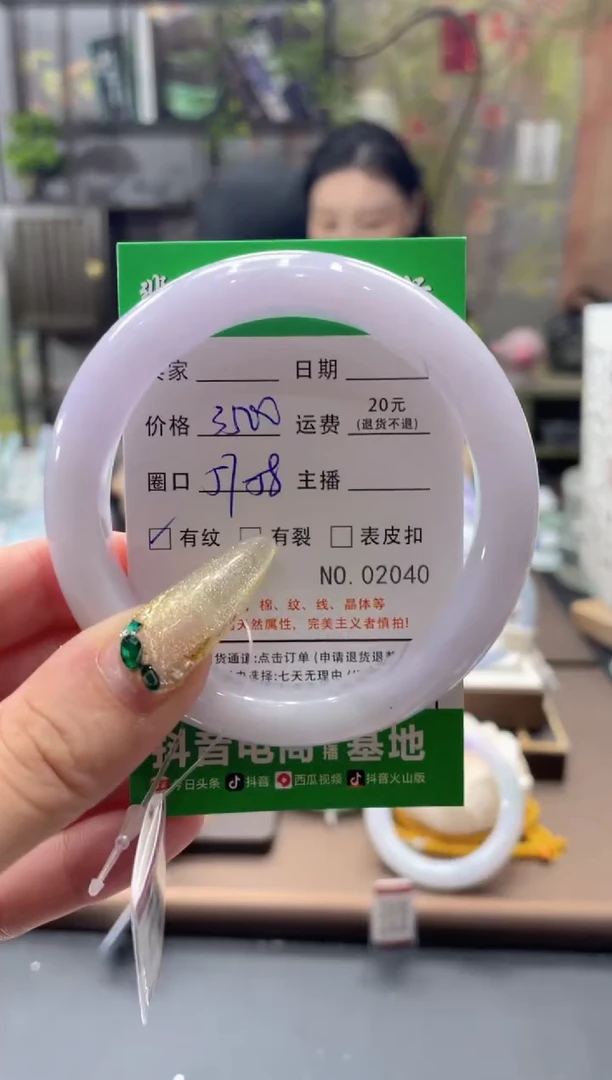 家 日期
价格 3500 运费 20元
(退货不退)
圈口 57-58 主播
有纹 有裂 表皮扣
NO. 02040
棉、纹、线、晶体等
天然属性，完美主义者慎拍!
货通道:点击订单(申请退货退
选择:七天无理由
抖音电商直播基地
今日头条 抖音 西瓜视频 抖音火山版